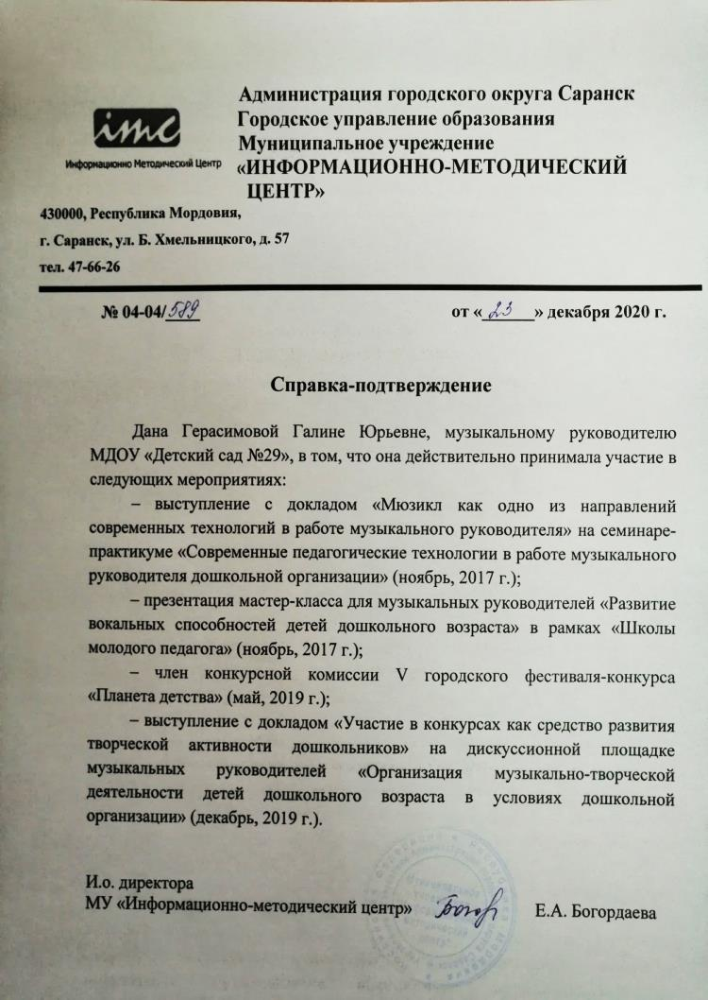 Администрация городского округа Саранск
Городское управление образования
Муниципальное учреждение
«ИНФОРМАЦИОННО-МЕТОДИЧЕСКИЙ
ЦЕНТР»
имс
Информационно Методический Центр
430000, Республика Мордовия,
г. Саранск, ул. Б. Хмельницкого, д. 57
тел. 47-66-26
№ 04-04/589 от «23» декабря 2020 г.
Справка-подтверждение
Дана Герасимовой Галине Юрьевне, музыкальному руководителю
МДОУ «Детский сад №29», в том, что она действительно принимала участие в
следующих мероприятиях:
– выступление с докладом «Мюзикл как одно из направлений
современных технологий в работе музыкального руководителя» на семинаре-
практикуме «Современные педагогические технологии в работе музыкального
руководителя дошкольной организации» (ноябрь, 2017 г.);
– презентация мастер-класса для музыкальных руководителей «Развитие
вокальных способностей детей дошкольного возраста» в рамках «Школы
молодого педагога» (ноябрь, 2017 г.);
– член конкурсной комиссии V городского фестиваля-конкурса
«Планета детства» (май, 2019 г.);
– выступление с докладом «Участие в конкурсах как средство развития
творческой активности дошкольников» на дискуссионной площадке
музыкальных руководителей «Организация музыкально-творческой
деятельности детей дошкольного возраста в условиях дошкольной
организации» (декабрь, 2019 г.).
И.о. директора
МУ «Информационно-методический центр» Богор Е.А. Богордаева